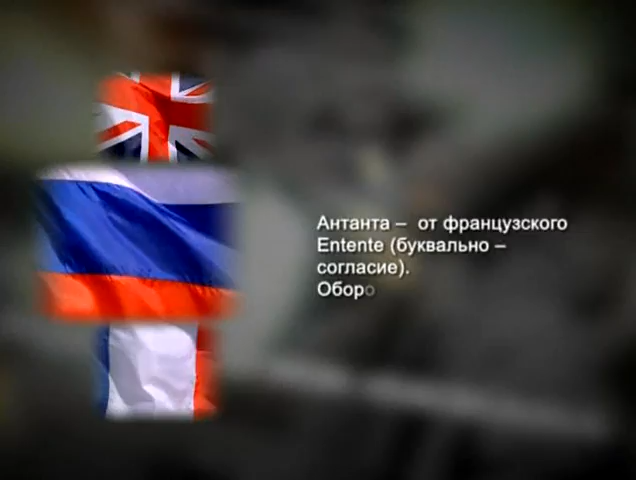 Антанта – от французского
Entente (буквально –
согласие).
Оборо